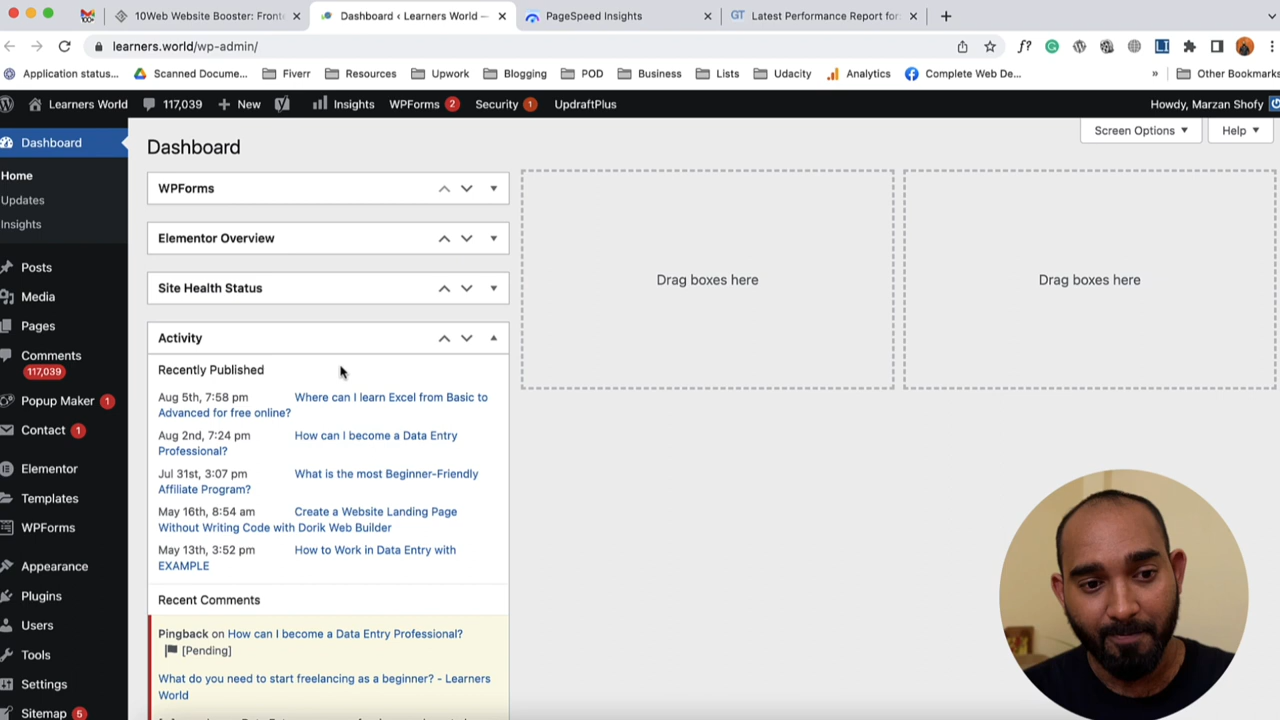 10Web Website Booster: Front
Dashboard ‹ Learners World —
PageSpeed Insights
GT
Latest Performance Report for:
learners.world/wp-admin/
f?
Application status...
Scanned Docume...
Fiverr
Resources
Upwork
Blogging
POD
Business
Lists
Udacity
Analytics
Complete Web De...
»
Other Bookmarks
Learners World
117,039
New
Insights
WPForms 2
Security 1
UpdraftPlus
Howdy, Marzan Shofy
Dashboard
Home
Updates
Insights
Posts
Media
Pages
Comments
117,039
Popup Maker 1
Contact 1
Elementor
Templates
WPForms
Appearance
Plugins
Users
Tools
Settings
Sitemap 5
Dashboard
Screen Options
Help
WPForms
Elementor Overview
Site Health Status
Activity
Recently Published
Aug 5th, 7:58 pm Where can I learn Excel from Basic to
Advanced for free online?
Aug 2nd, 7:24 pm How can I become a Data Entry
Professional?
Jul 31st, 3:07 pm What is the most Beginner-Friendly
Affiliate Program?
May 16th, 8:54 am Create a Website Landing Page
Without Writing Code with Dorik Web Builder
May 13th, 3:52 pm How to Work in Data Entry with
EXAMPLE
Recent Comments
Pingback on How can I become a Data Entry Professional?
[Pending]
What do you need to start freelancing as a beginner? - Learners
World
Drag boxes here
Drag boxes here